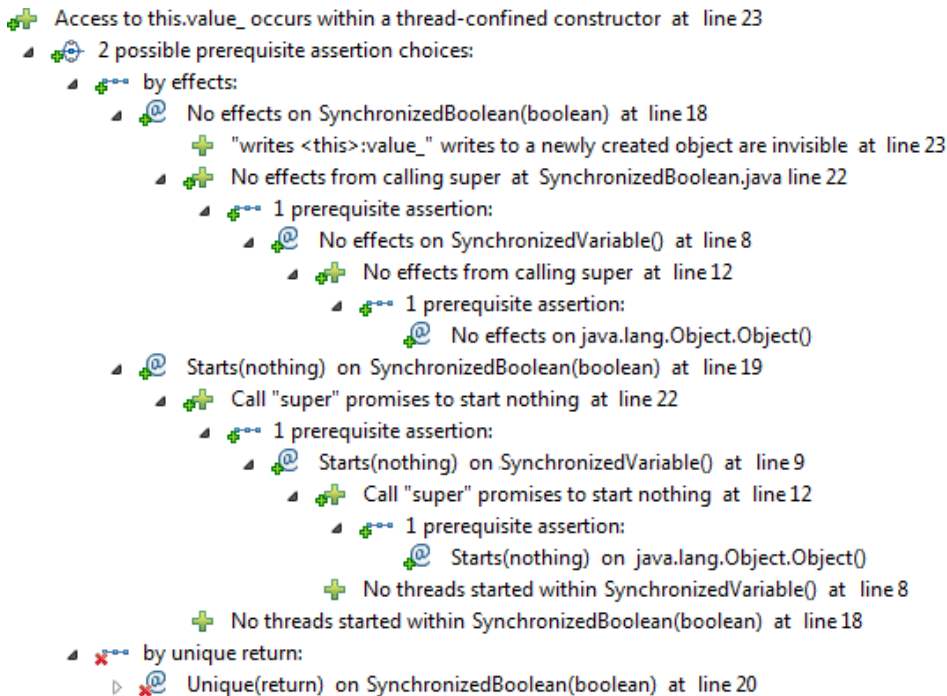 Access to this.value_ occurs within a thread-confined constructor at line 23
2 possible prerequisite assertion choices:
by effects:
No effects on SynchronizedBoolean(boolean) at line 18
"writes <this>:value_" writes to a newly created object are invisible at line 23
No effects from calling super at SynchronizedBoolean.java line 22
1 prerequisite assertion:
No effects on SynchronizedVariable() at line 8
No effects from calling super at line 12
1 prerequisite assertion:
No effects on java.lang.Object.Object()
Starts(nothing) on SynchronizedBoolean(boolean) at line 19
Call "super" promises to start nothing at line 22
1 prerequisite assertion:
Starts(nothing) on SynchronizedVariable() at line 9
Call "super" promises to start nothing at line 12
1 prerequisite assertion:
Starts(nothing) on java.lang.Object.Object()
No threads started within SynchronizedVariable() at line 8
No threads started within SynchronizedBoolean(boolean) at line 18
by unique return:
Unique(return) on SynchronizedBoolean(boolean) at line 20